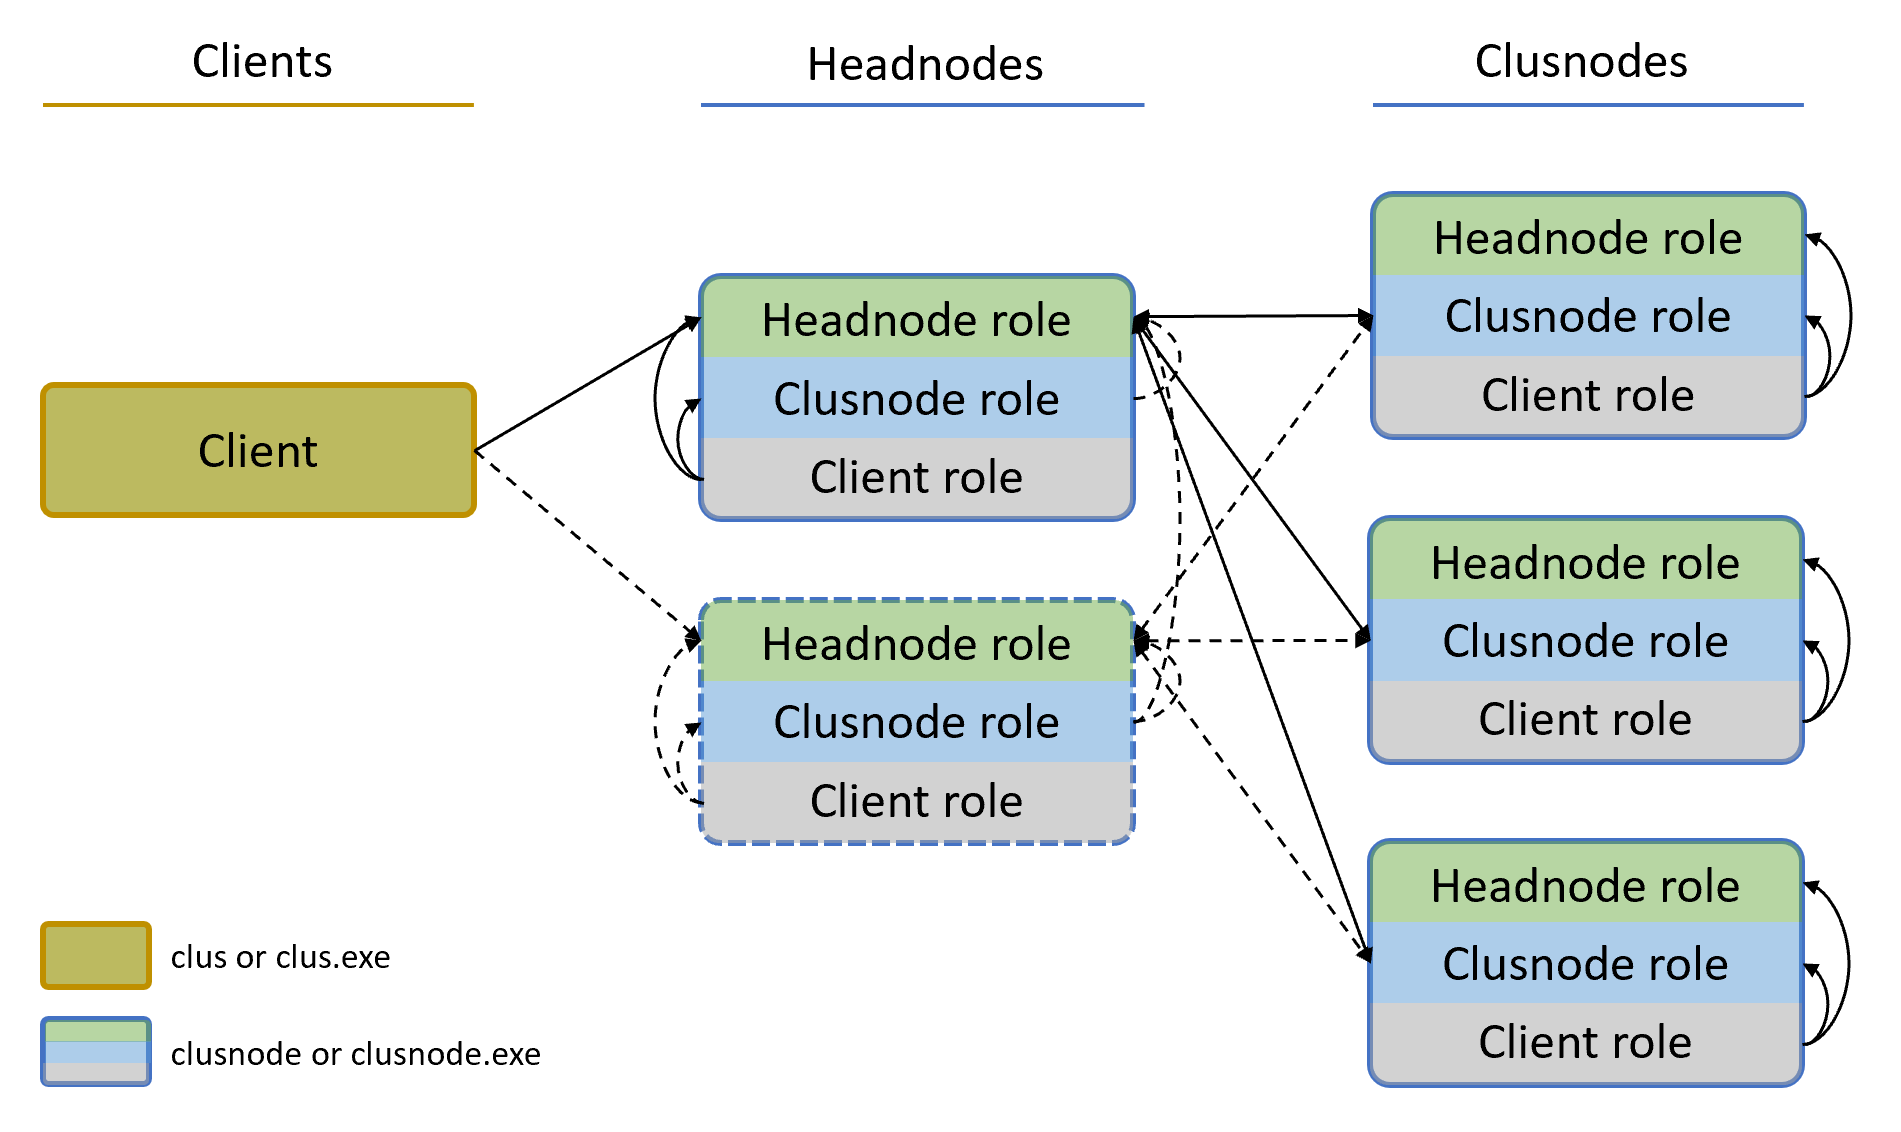 Clients
Headnodes
Clusnodes
Client
Headnode role
Clusnode role
Client role
Headnode role
Clusnode role
Client role
Headnode role
Clusnode role
Client role
Headnode role
Clusnode role
Client role
Headnode role
Clusnode role
Client role
clus or clus.exe
clusnode or clusnode.exe